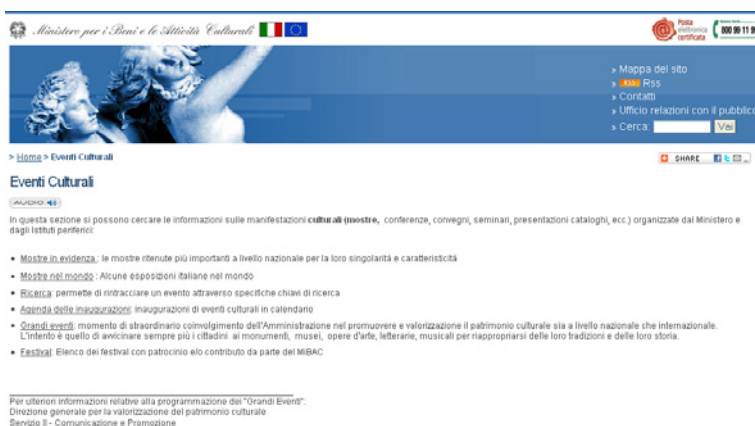 Ministero per i Beni e le Attività Culturali
Posta
elettronica
certificata
800 99 11 99
» Mappa del sito
» RSS Rss
» Contatti
» Ufficio relazioni con il pubblico
» Cerca: Vai
> Home > Eventi Culturali
SHARE
Eventi Culturali
AUDIO
In questa sezione si possono cercare le informazioni sulle manifestazioni culturali (mostre, conferenze, convegni, seminari, presentazioni cataloghi, ecc.) organizzate dal Ministero e
dagli Istituti periferici:
• Mostre in evidenza : le mostre ritenute più importanti a livello nazionale per la loro singolarità e caratteristicità
• Mostre nel mondo : Alcune esposizioni italiane nel mondo
• Ricerca: permette di rintracciare un evento attraverso specifiche chiavi di ricerca
• Agenda delle inaugurazioni: inaugurazioni di eventi culturali in calendario
• Grandi eventi: momento di straordinario coinvolgimento dell'Amministrazione nel promuovere e valorizzazione il patrimonio culturale sia a livello nazionale che internazionale.
L'intento è quello di avvicinare sempre più i cittadini ai monumenti, musei, opere d'arte, letterarie, musicali per riappropriarsi delle loro tradizioni e delle loro storia.
• Festival: Elenco dei festival con patrocinio e/o contributo da parte del MiBAC
Per ulteriori informazioni relative alla programmazione dei "Grandi Eventi":
Direzione generale per la valorizzazione del patrimonio culturale
Servizio II - Comunicazione e Promozione